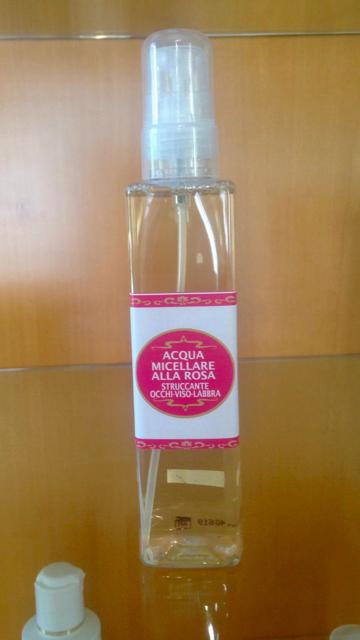 ACQUA
MICELLARE
ALLA ROSA
STRUCCANTE
OCCHI-VISO-LABBRA